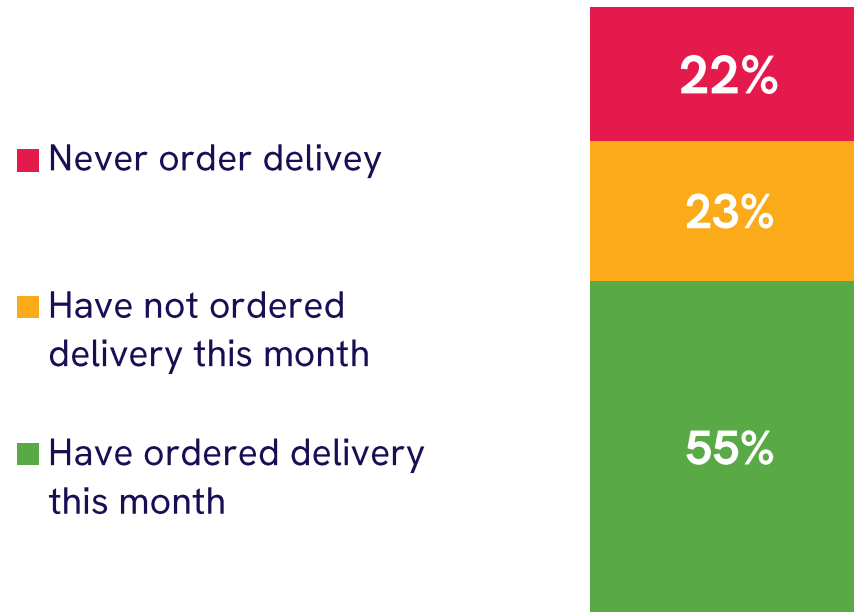 Never order delivey
Have not ordered
delivery this month
Have ordered delivery
this month
22%
23%
55%